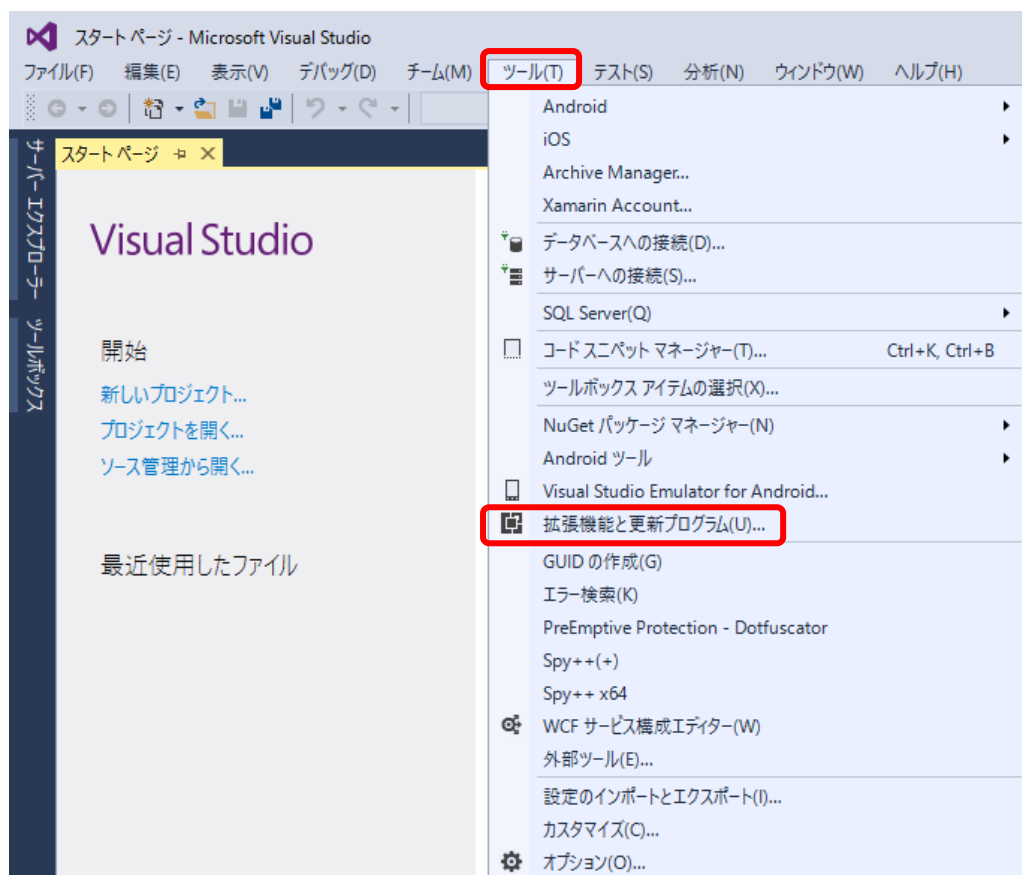 スタート ページ - Microsoft Visual Studio
ファイル(F) 編集(E) 表示(V) デバッグ(D) チーム(M) ツール(T) テスト(S) 分析(N) ウィンドウ(W) ヘルプ(H)
サーバー エクスプローラー
ツールボックス
スタート ページ
Visual Studio
開始
新しいプロジェクト...
プロジェクトを開く...
ソース管理から開く...
最近使用したファイル
Android
iOS
Archive Manager...
Xamarin Account...
データベースへの接続(D)...
サーバーへの接続(S)...
SQL Server(Q)
コード スニペット マネージャー(T)... Ctrl+K, Ctrl+B
ツールボックス アイテムの選択(X)...
NuGet パッケージ マネージャー(N)
Android ツール
Visual Studio Emulator for Android...
拡張機能と更新プログラム(U)...
GUID の作成(G)
エラー検索(K)
PreEmptive Protection - Dotfuscator
Spy++(+)
Spy++ x64
WCF サービス構成エディター(W)
外部ツール(E)...
設定のインポートとエクスポート(I)...
カスタマイズ(C)...
オプション(O)...